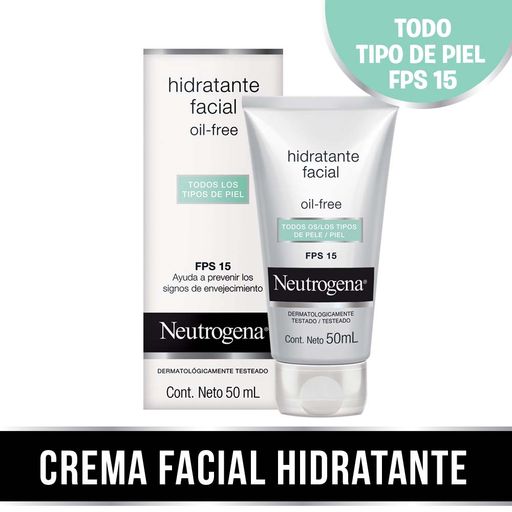 TODO
TIPO DE PIEL
FPS 15
hidratante
facial
oil-free
TODOS LOS
TIPOS DE PIEL
FPS 15
Ayuda a prevenir los
signos de envejecimiento
Neutrogena®
DERMATOLÓGICAMENTE TESTEADO
Cont. Neto 50 mL
hidratante
facial
oil-free
TODOS OS/LOS TIPOS
DE PELE / PIEL
FPS 15
Neutrogena®
DERMATOLOGICAMENTE
TESTADO / TESTEADO
Cont. Neto 50mL
CREMA FACIAL HIDRATANTE